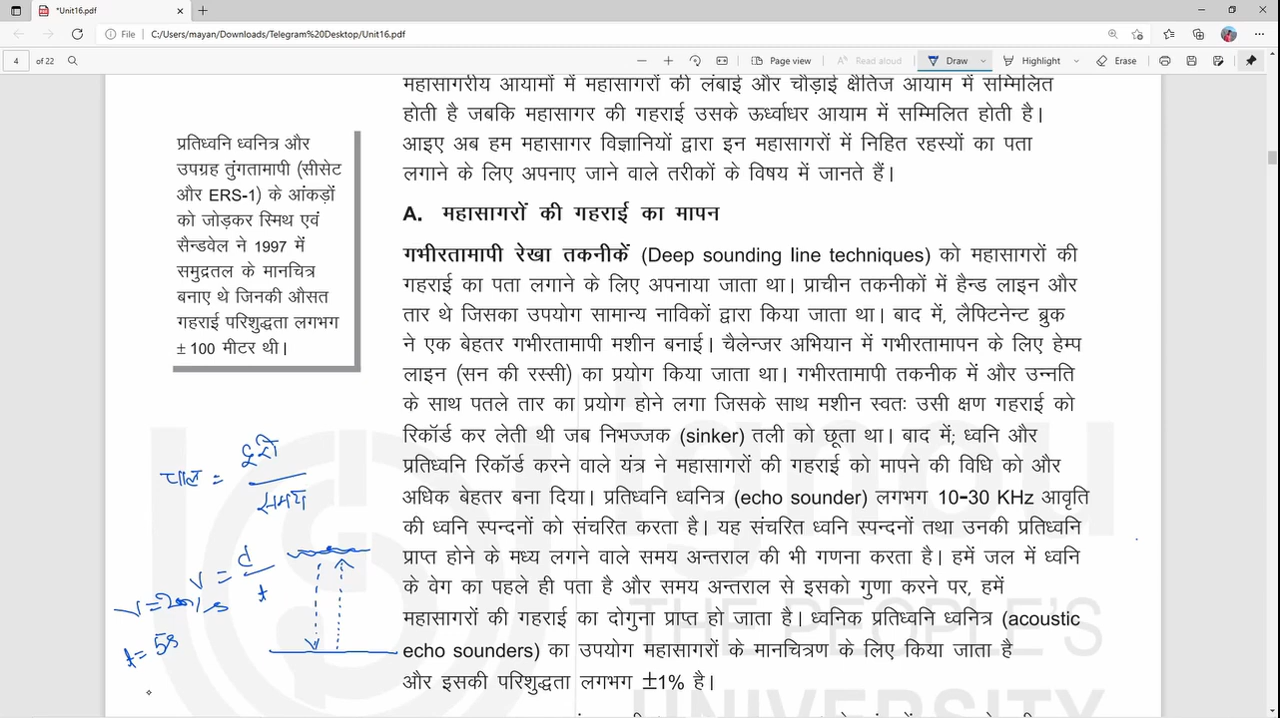 *Unit16.pdf
File
C:/Users/mayan/Downloads/Telegram%20Desktop/Unit16.pdf
4 of 22
Page view
Read aloud
Draw
Highlight
Erase
महासागरीय आयामों में महासागरों की लंबाई और चौड़ाई क्षैतिज आयाम में सम्मिलित
होती है जबकि महासागर की गहराई उसके ऊर्ध्वाधर आयाम में सम्मिलित होती है।
आइए अब हम महासागर विज्ञानियों द्वारा इन महासागरों में निहित रहस्यों का पता
लगाने के लिए अपनाए जाने वाले तरीकों के विषय में जानते हैं।
प्रतिध्वनि ध्वनित्र और
उपग्रह तुंगतामापी (सीसेट
और ERS-1) के आंकड़ों
को जोड़कर स्मिथ एवं
सैन्डवेल ने 1997 में
समुद्रतल के मानचित्र
बनाए थे जिनकी औसत
गहराई परिशुद्धता लगभग
± 100 मीटर थी।
A. महासागरों की गहराई का मापन
गभीरतामापी रेखा तकनीकें (Deep sounding line techniques) को महासागरों की
गहराई का पता लगाने के लिए अपनाया जाता था। प्राचीन तकनीकों में हैन्ड लाइन और
तार थे जिसका उपयोग सामान्य नाविकों द्वारा किया जाता था। बाद में, लैफ्टिनेन्ट ब्रुक
ने एक बेहतर गभीरतामापी मशीन बनाई। चैलेन्जर अभियान में गभीरतामापन के लिए हेम्प
लाइन (सन की रस्सी) का प्रयोग किया जाता था। गभीरतामापी तकनीक में और उन्नति
के साथ पतले तार का प्रयोग होने लगा जिसके साथ मशीन स्वतः उसी क्षण गहराई को
रिकॉर्ड कर लेती थी जब निभज्जक (sinker) तली को छूता था। बाद में; ध्वनि और
प्रतिध्वनि रिकॉर्ड करने वाले यंत्र ने महासागरों की गहराई को मापने की विधि को और
अधिक बेहतर बना दिया। प्रतिध्वनि ध्वनित्र (echo sounder) लगभग 10-30 KHz आवृति
की ध्वनि स्पन्दनों को संचरित करता है। यह संचरित ध्वनि स्पन्दनों तथा उनकी प्रतिध्वनि
प्राप्त होने के मध्य लगने वाले समय अन्तराल की भी गणना करता है। हमें जल में ध्वनि
के वेग का पहले ही पता है और समय अन्तराल से इसको गुणा करने पर, हमें
महासागरों की गहराई का दोगुना प्राप्त हो जाता है। ध्वनिक प्रतिध्वनि ध्वनित्र (acoustic
echo sounders) का उपयोग महासागरों के मानचित्रण के लिए किया जाता है
और इसकी परिशुद्धता लगभग ±1% है।
चाल = दूरी
समय
v = d
t
t = 5s
ignou
THE PEOPLE'S
UNIVERSITY